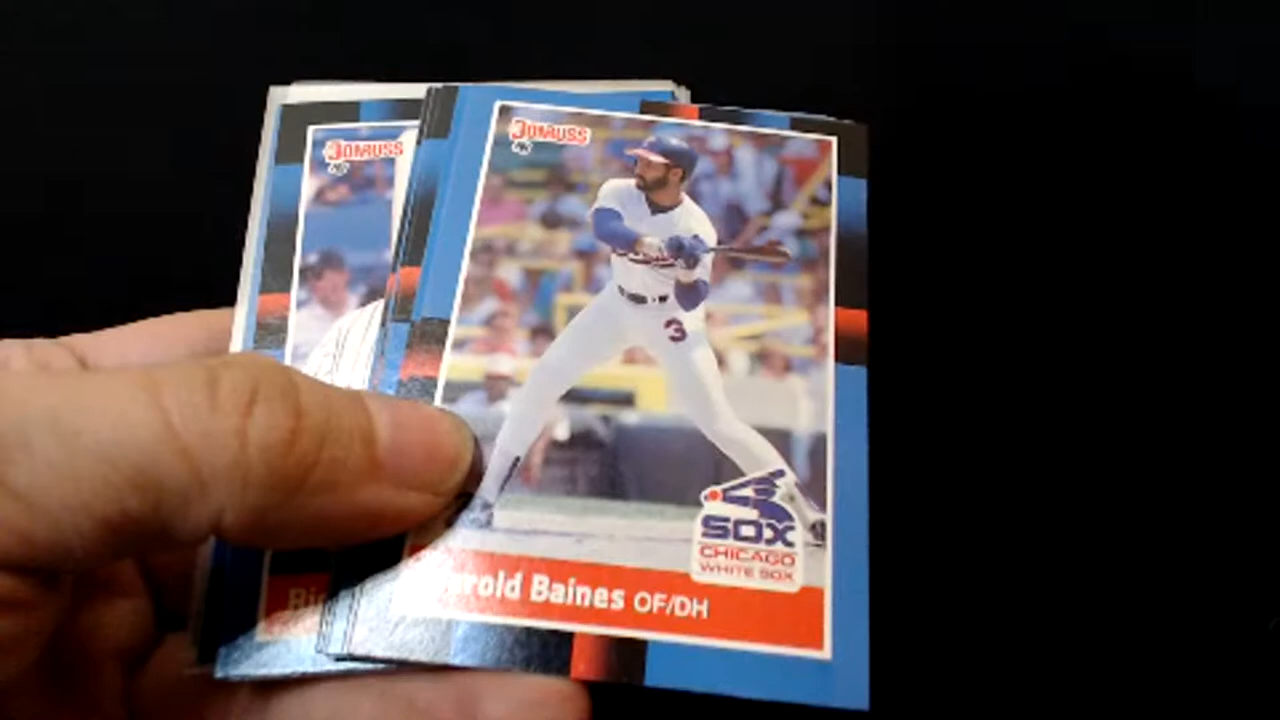 DONRUSS
DONRUSS
3
SOX
CHICAGO
WHITE SOX
rold Baines OF/DH